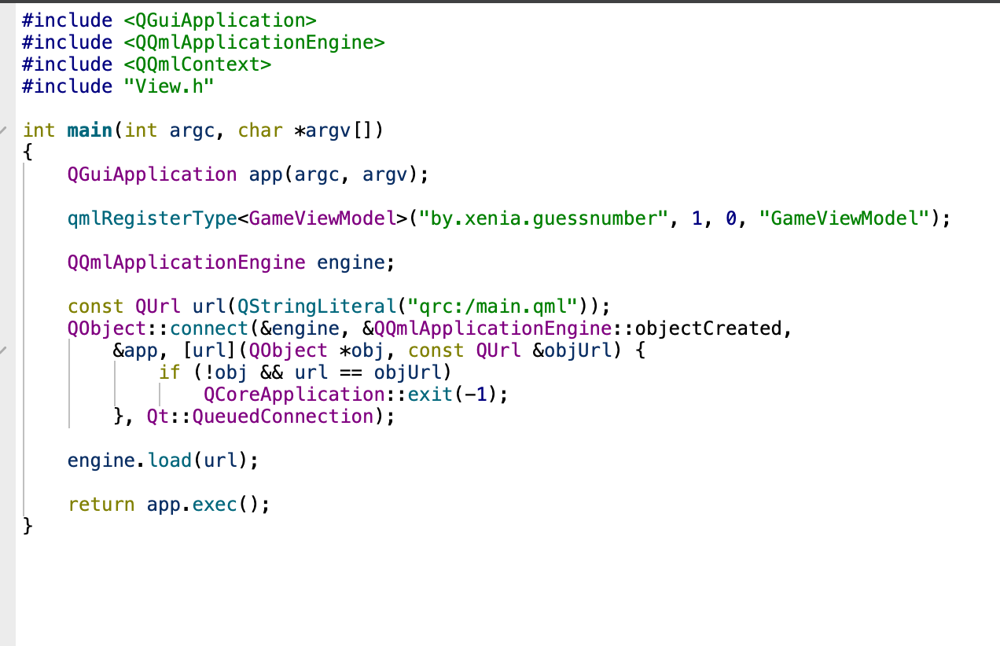 #include <QGuiApplication>
#include <QQmlApplicationEngine>
#include <QQmlContext>
#include "View.h"
int main(int argc, char *argv[])
{
    QGuiApplication app(argc, argv);
    qmlRegisterType<GameViewModel>("by.xenia.guessnumber", 1, 0, "GameViewModel");
    QQmlApplicationEngine engine;
    const QUrl url(QStringLiteral("qrc:/main.qml"));
    QObject::connect(&engine, &QQmlApplicationEngine::objectCreated,
        &app, [url](QObject *obj, const QUrl &objUrl) {
            if (!obj && url == objUrl)
                QCoreApplication::exit(-1);
        }, Qt::QueuedConnection);
    engine.load(url);
    return app.exec();
}